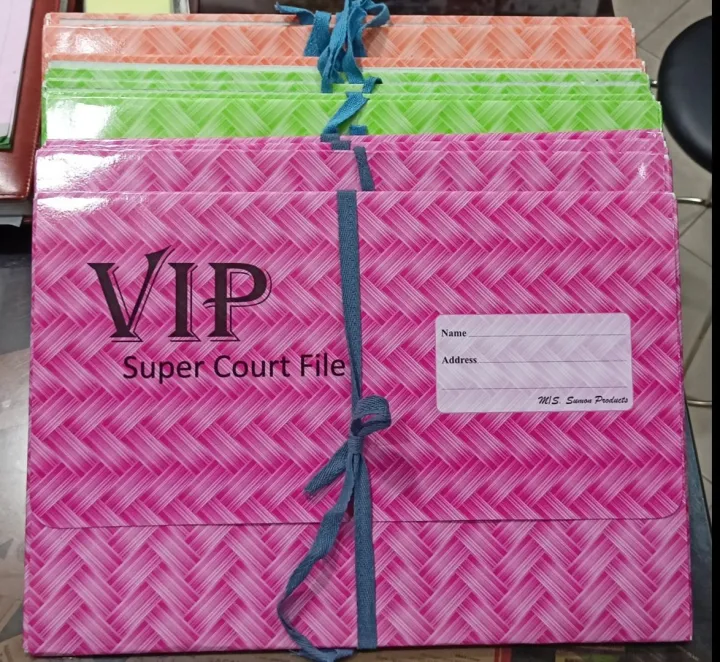 VIP
Super Court File
Name
Address
M/S. Sumon Products